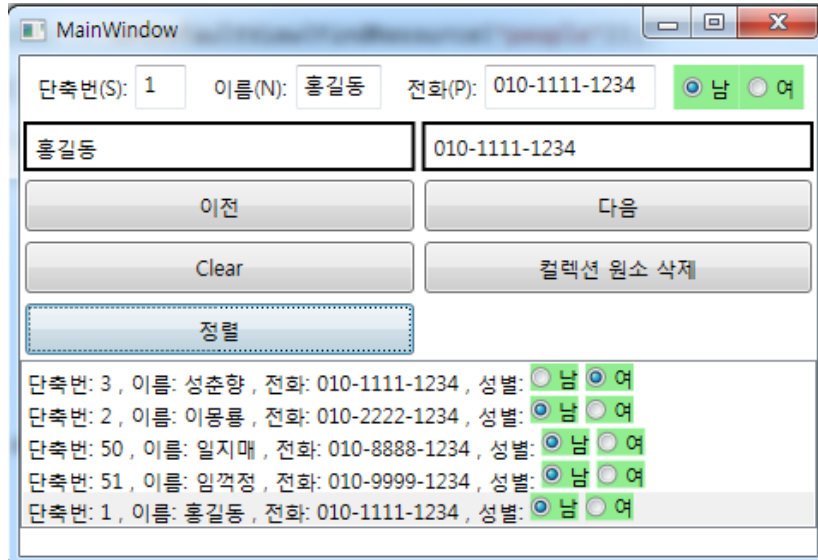 MainWindow
단축번(S): 1 이름(N): 홍길동 전화(P): 010-1111-1234 남 여
홍길동 010-1111-1234
이전 다음
Clear 컬렉션 원소 삭제
정렬
단축번: 3 , 이름: 성춘향 , 전화: 010-1111-1234 , 성별: 남 여
단축번: 2 , 이름: 이몽룡 , 전화: 010-2222-1234 , 성별: 남 여
단축번: 50 , 이름: 일지매 , 전화: 010-8888-1234 , 성별: 남 여
단축번: 51 , 이름: 임꺽정 , 전화: 010-9999-1234 , 성별: 남 여
단축번: 1 , 이름: 홍길동 , 전화: 010-1111-1234 , 성별: 남 여